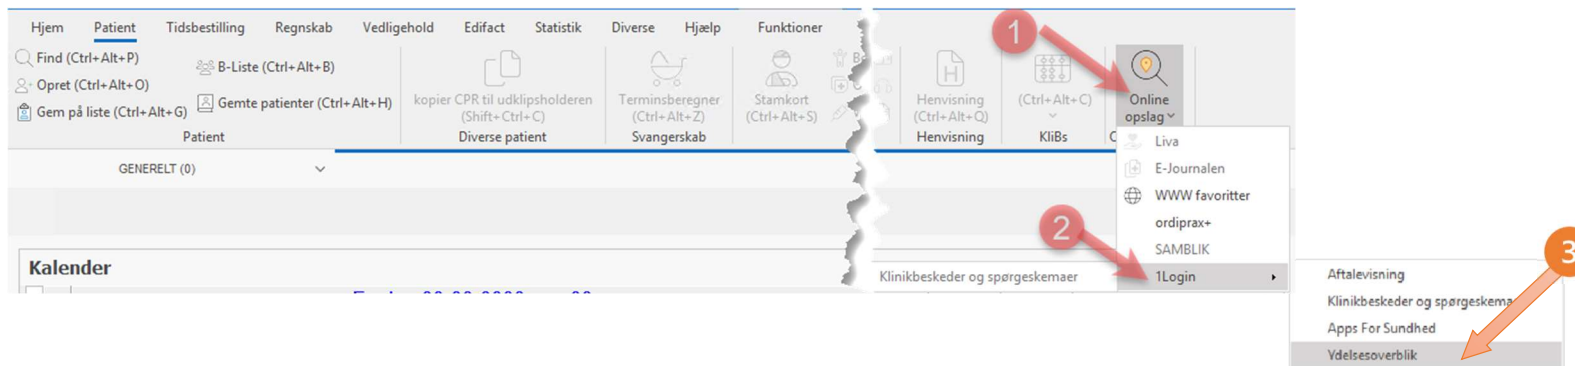 Hjem Patient Tidsbestilling Regnskab Vedligehold Edifact Statistik Diverse Hjælp Funktioner
1
Find (Ctrl+Alt+P)
Opret (Ctrl+Alt+O)
Gem på liste (Ctrl+Alt+G)
B-Liste (Ctrl+Alt+B)
Gemte patienter (Ctrl+Alt+H)
Patient
kopier CPR til udklipsholderen
(Shift+Ctrl+C)
Diverse patient
Terminsberegner
(Ctrl+Alt+Z)
Svangerskab
Stamkort
(Ctrl+Alt+S)
Henvisning
(Ctrl+Alt+Q)
Henvisning
(Ctrl+Alt+C)
KliBs
Online
opslag
GENERELT (0)
Liva
E-Journalen
WWW favoritter
ordiprax+
SAMBLIK
2
1Login
Klinikbeskeder og spørgeskemaer
Kalender
3
Aftalevisning
Klinikbeskeder og spørgeskema
Apps For Sundhed
Ydelsesoverblik